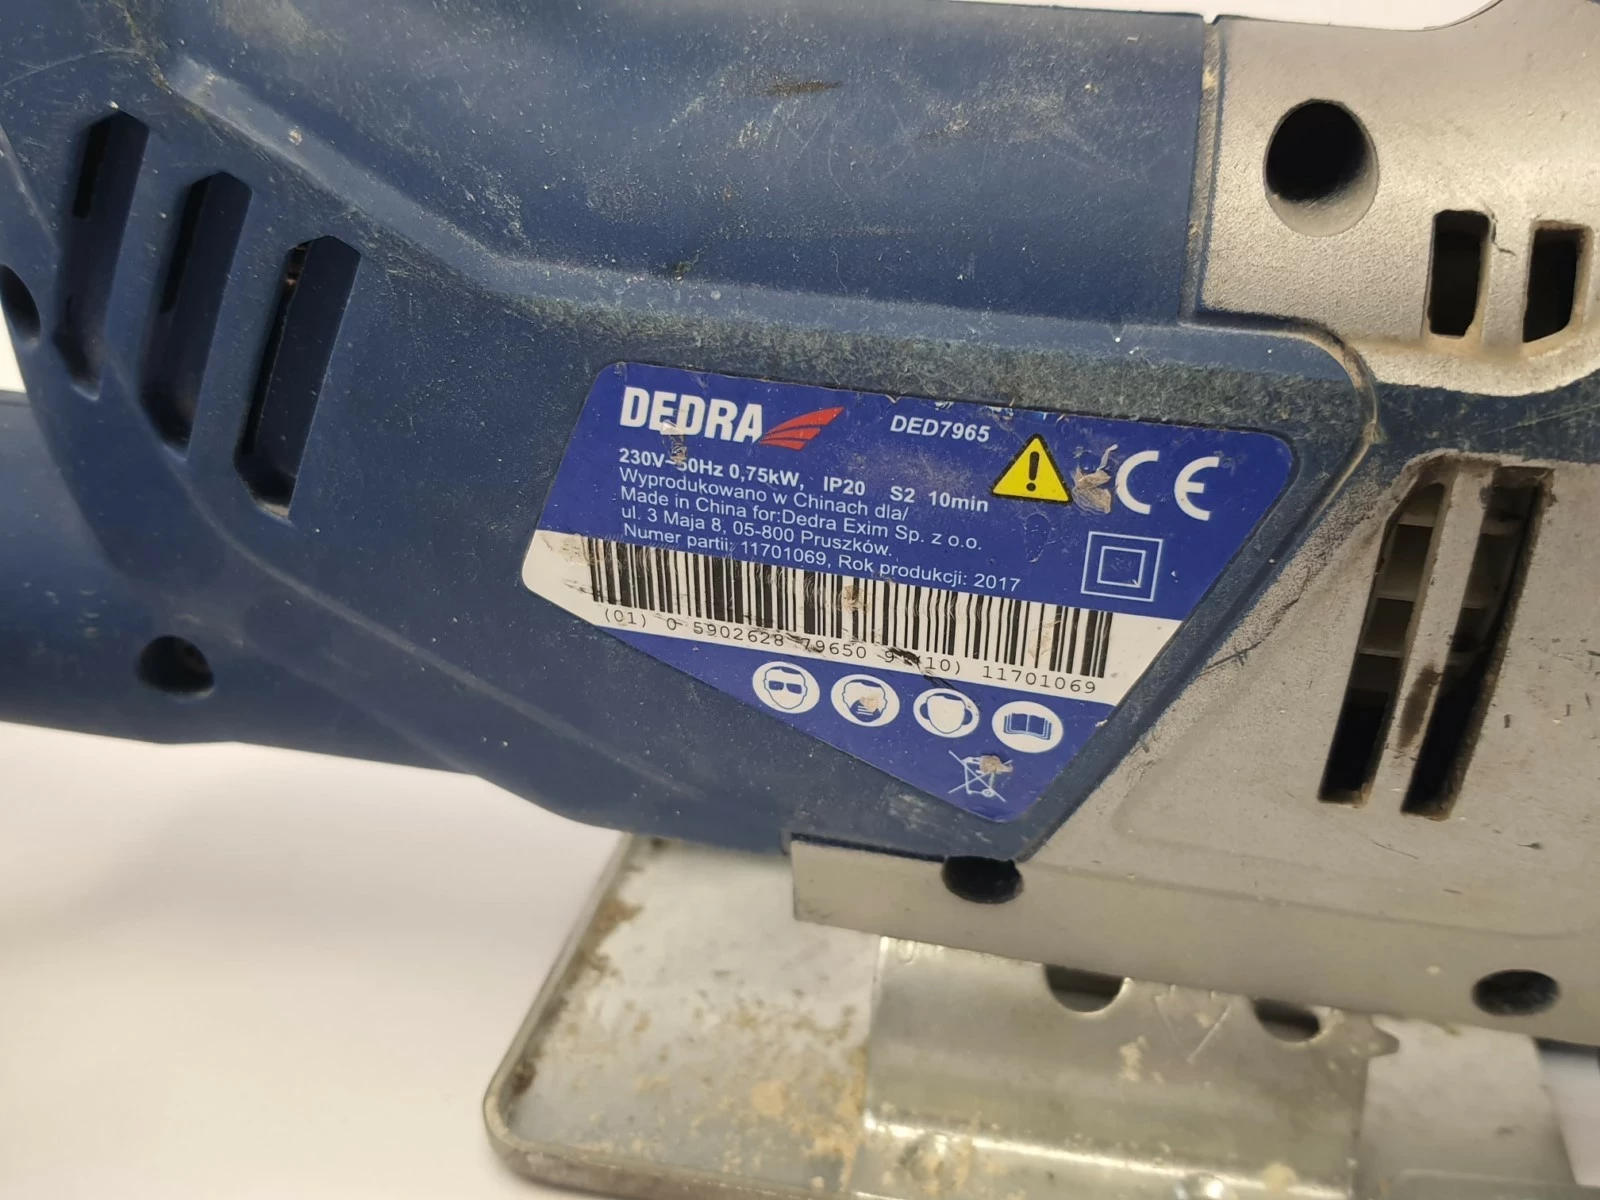 DEDRA DED7965
230V~50Hz 0,75kW, IP20 S2 10min
Wyprodukowano w Chinach dla/
Made in China for:Dedra Exim Sp. z o.o.
ul. 3 Maja 8, 05-800 Pruszków.
Numer partii: 11701069, Rok produkcji: 2017
CE
(01) 0 5902628 79650 9 (10) 11701069